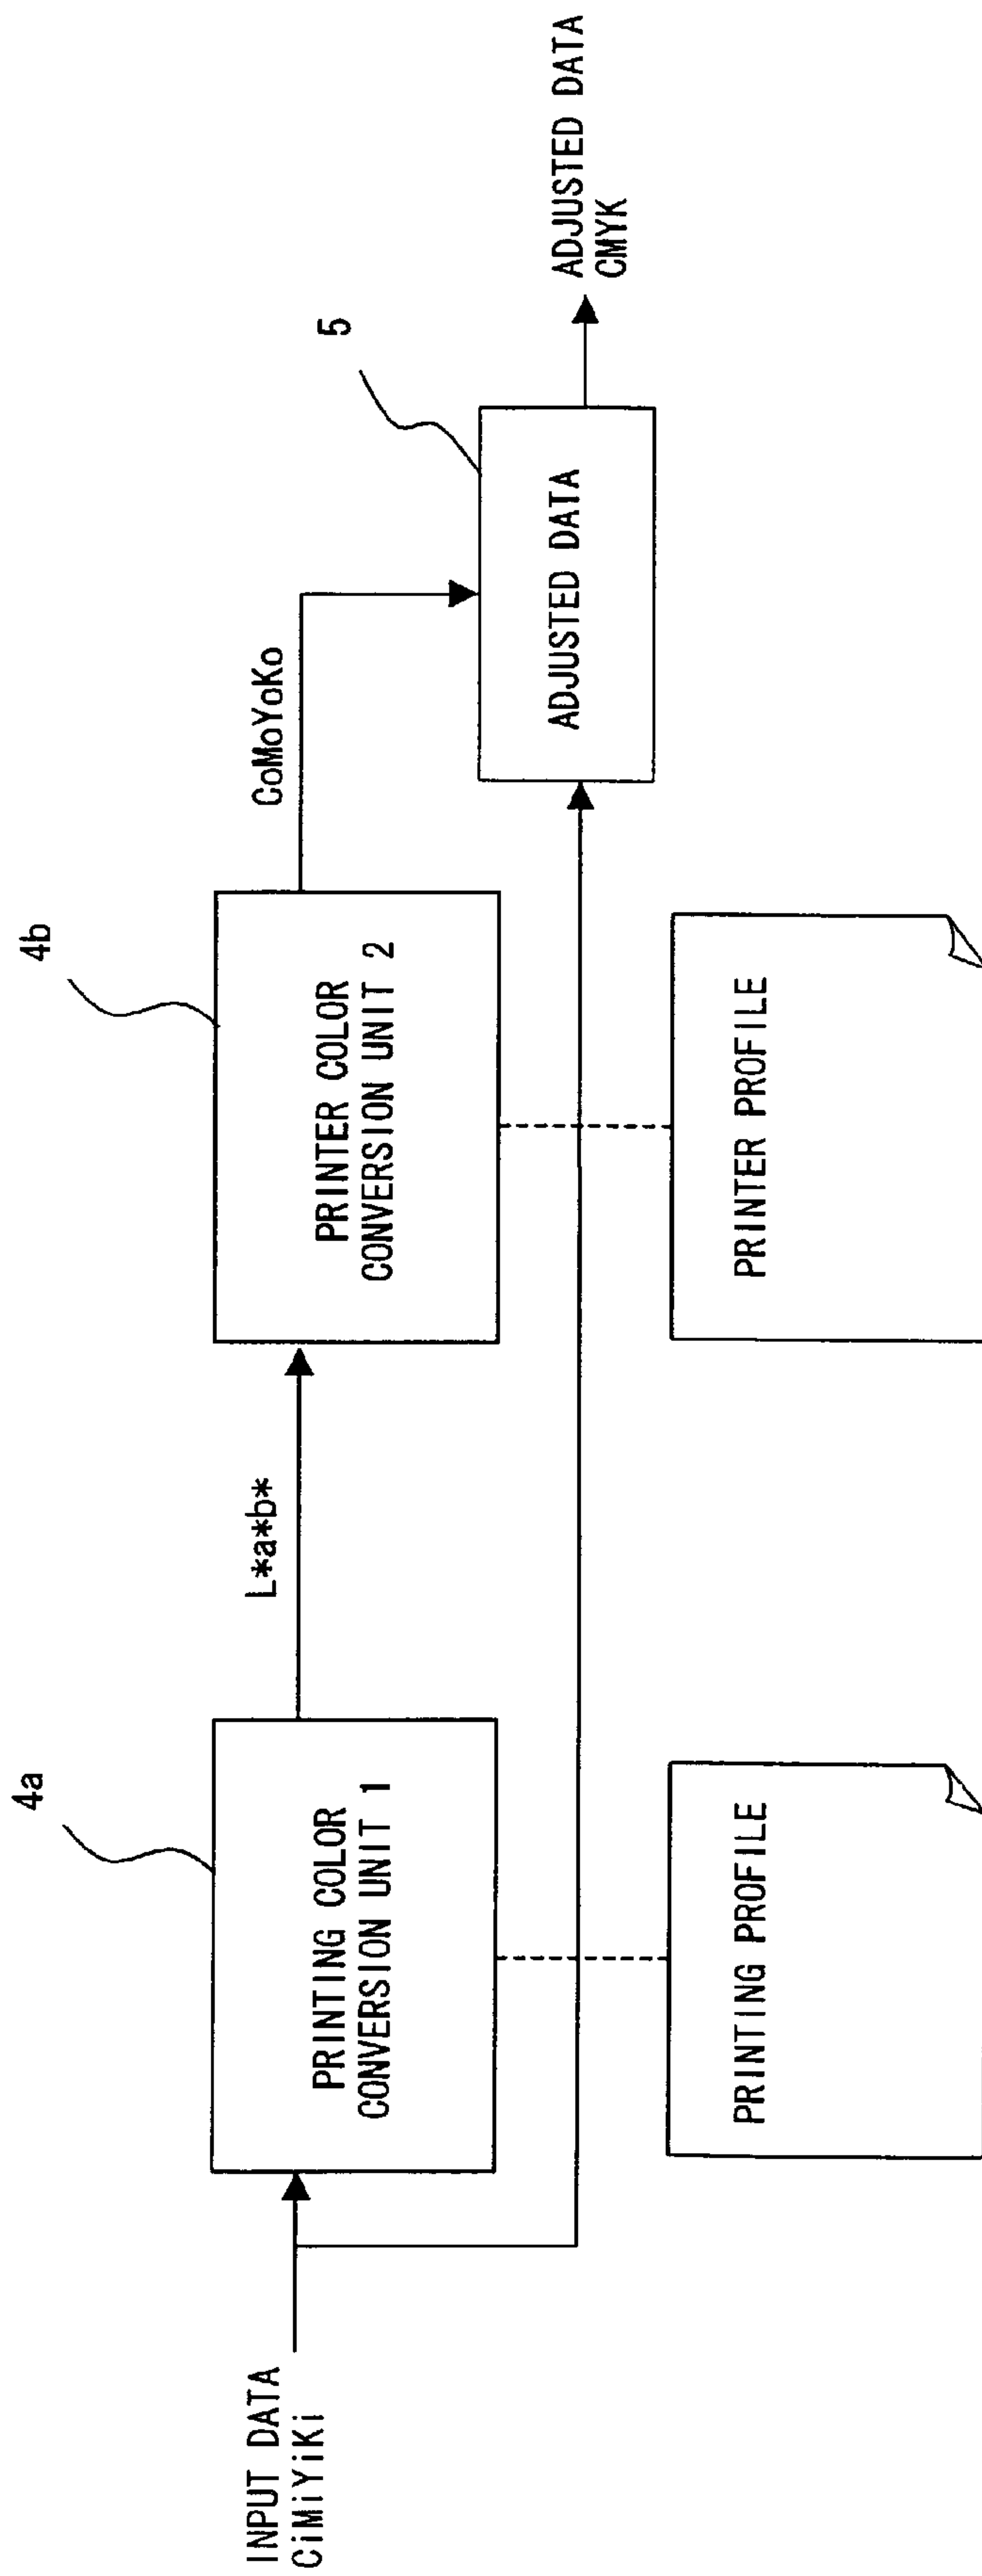 INPUT DATA
CiMiYiKi
4a
PRINTING COLOR
CONVERSION UNIT 1
PRINTING PROFILE
L*a*b*
4b
PRINTER COLOR
CONVERSION UNIT 2
PRINTER PROFILE
CoMoYoKo
5
ADJUSTED DATA
ADJUSTED DATA
CMYK